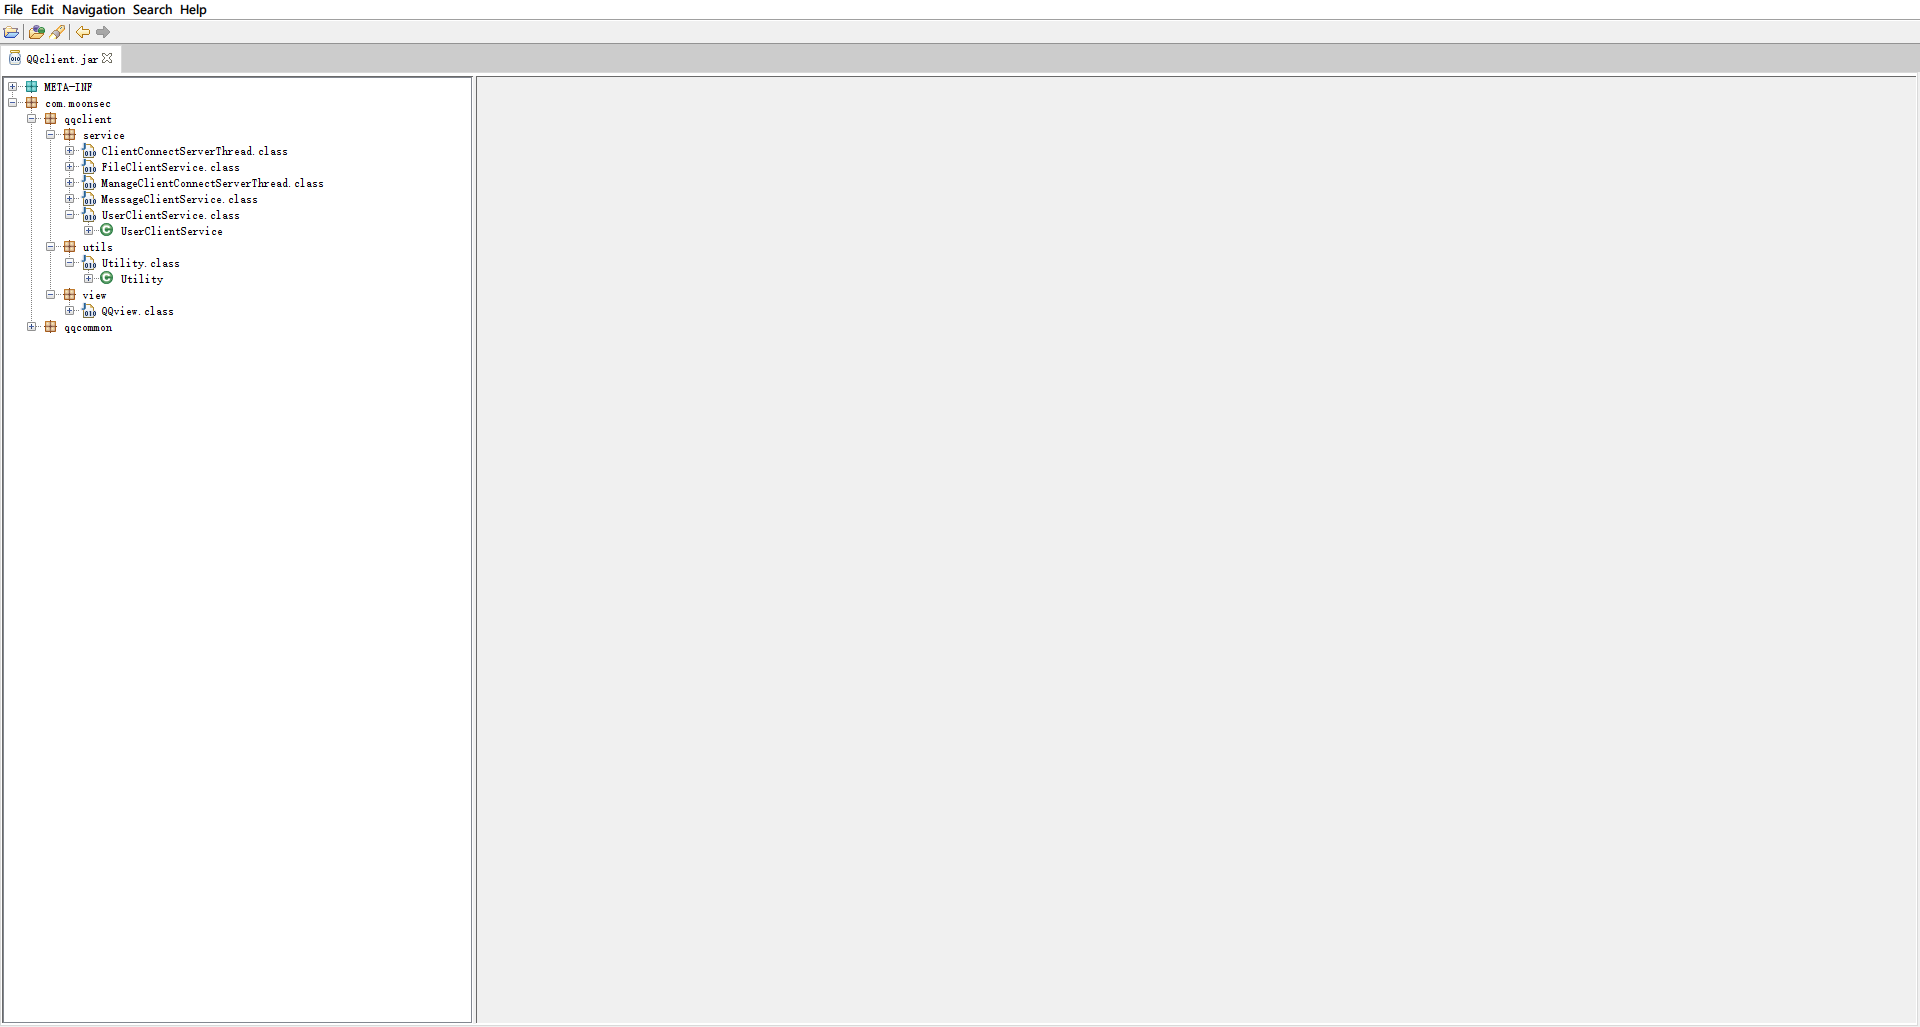 File Edit Navigation Search Help
QQclient.jar
META-INF
com.moonsec
qqclient
service
ClientConnectServerThread.class
FileClientService.class
ManageClientConnectServerThread.class
MessageClientService.class
UserClientService.class
UserClientService
utils
Utility.class
Utility
view
QQview.class
qqcommon